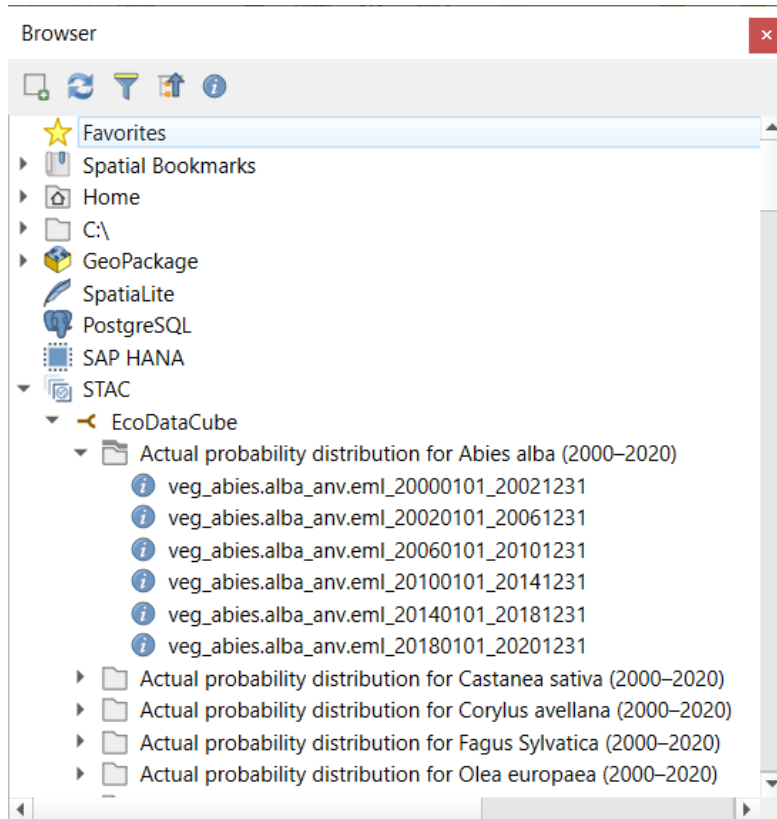 Browser
Favorites
Spatial Bookmarks
Home
C:\
GeoPackage
SpatiaLite
PostgreSQL
SAP HANA
STAC
EcoDataCube
Actual probability distribution for Abies alba (2000–2020)
veg_abies.alba_anv.eml_20000101_20021231
veg_abies.alba_anv.eml_20020101_20061231
veg_abies.alba_anv.eml_20060101_20101231
veg_abies.alba_anv.eml_20100101_20141231
veg_abies.alba_anv.eml_20140101_20181231
veg_abies.alba_anv.eml_20180101_20201231
Actual probability distribution for Castanea sativa (2000–2020)
Actual probability distribution for Corylus avellana (2000–2020)
Actual probability distribution for Fagus Sylvatica (2000–2020)
Actual probability distribution for Olea europaea (2000–2020)